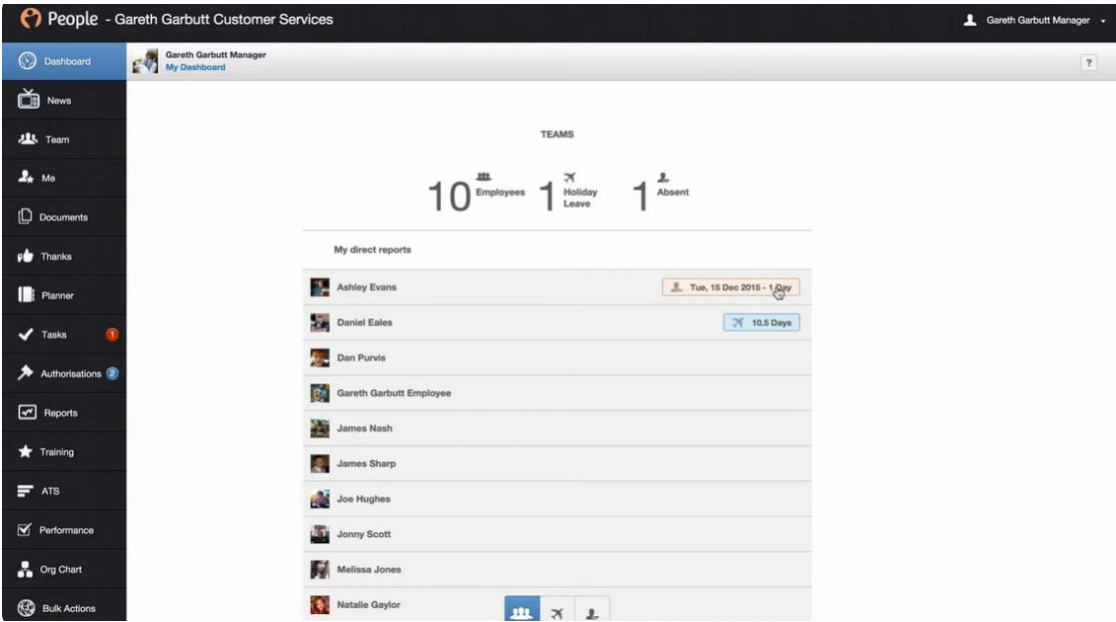 People - Gareth Garbutt Customer Services
Gareth Garbutt Manager
Dashboard
Gareth Garbutt Manager
My Dashboard
?
News
Team
Me
Documents
Thanks
Planner
Tasks 1
Authorisations 2
Reports
Training
ATS
Performance
Org Chart
Bulk Actions
TEAMS
10 Employees
1 Holiday
Leave
1 Absent
My direct reports
Ashley Evans
Tue, 15 Dec 2015 - 1 Day
Daniel Eales
10.5 Days
Dan Purvis
Gareth Garbutt Employee
James Nash
James Sharp
Joe Hughes
Jonny Scott
Melissa Jones
Natalie Gaylor